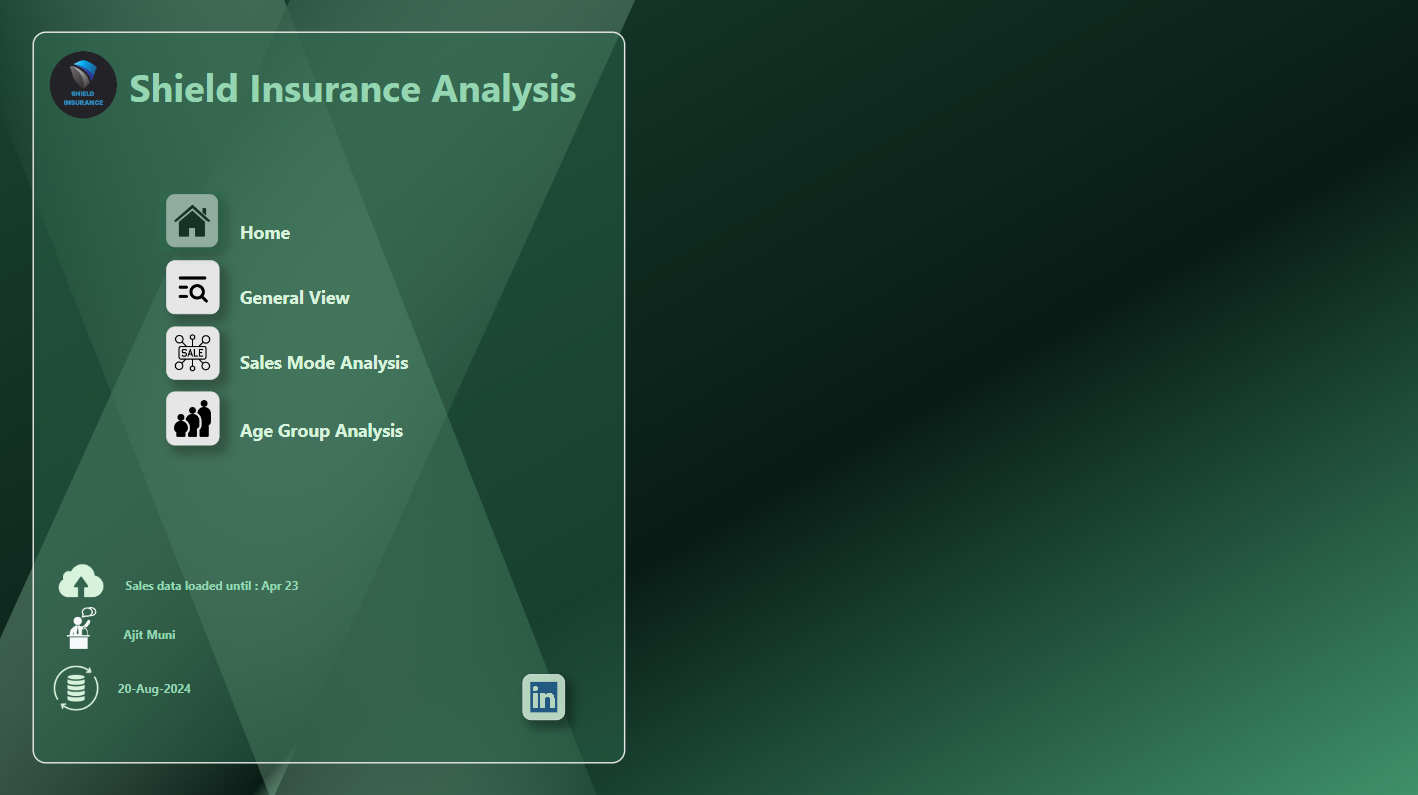 SHIELD
INSURANCE
Shield Insurance Analysis
Home
General View
SALE
Sales Mode Analysis
Age Group Analysis
Sales data loaded until : Apr 23
Ajit Muni
20-Aug-2024
in